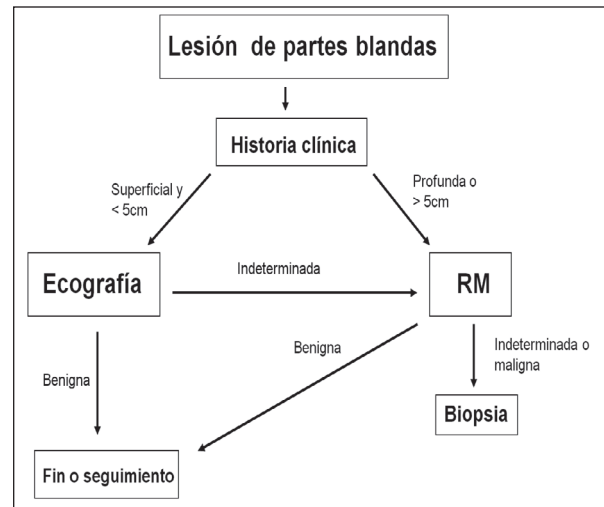 Lesión de partes blandas
Historia clínica
Superficial y
< 5cm
Profunda o
> 5cm
Ecografía
Indeterminada
RM
Benigna
Benigna
Indeterminada o
maligna
Biopsia
Fin o seguimiento